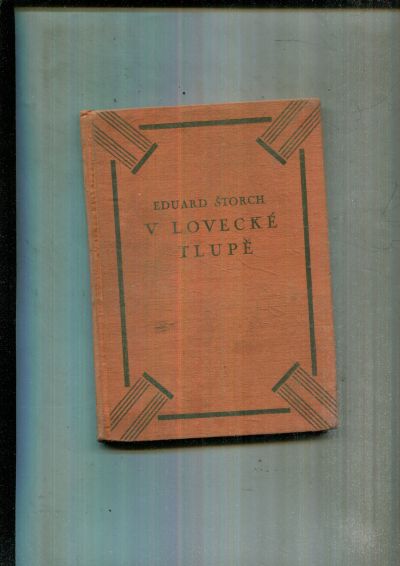 EDUARD ŠTORCH
V LOVECKÉ
TLUPĚ